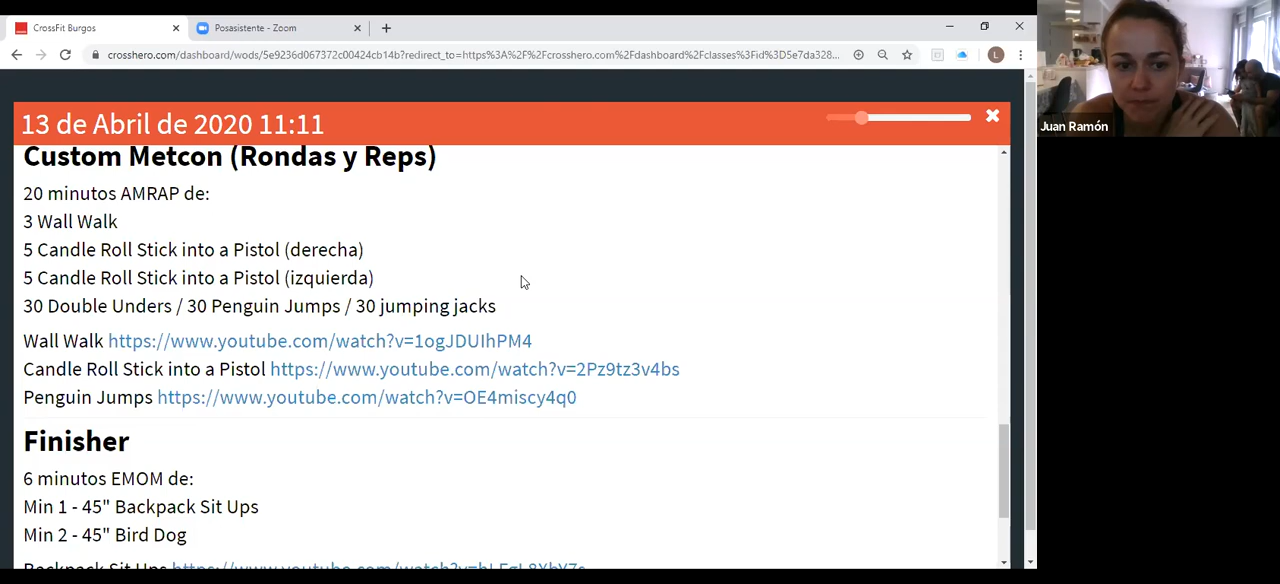 CrossFit Burgos
Posasistente - Zoom
crosshero.com/dashboard/wods/5e9236d067372c00424cb14b?redirect_to=https%3A%2F%2Fcrosshero.com%2Fdashboard%2Fclasses%3Fid%3D5e7da328...
L
Juan Ramón
13 de Abril de 2020 11:11
Custom Metcon (Rondas y Reps)
20 minutos AMRAP de:
3 Wall Walk
5 Candle Roll Stick into a Pistol (derecha)
5 Candle Roll Stick into a Pistol (izquierda)
30 Double Unders / 30 Penguin Jumps / 30 jumping jacks
Wall Walk https://www.youtube.com/watch?v=1ogJDUIhPM4
Candle Roll Stick into a Pistol https://www.youtube.com/watch?v=2Pz9tz3v4bs
Penguin Jumps https://www.youtube.com/watch?v=OE4miscy4q0
Finisher
6 minutos EMOM de:
Min 1 - 45" Backpack Sit Ups
Min 2 - 45" Bird Dog
Backpack Sit Ups